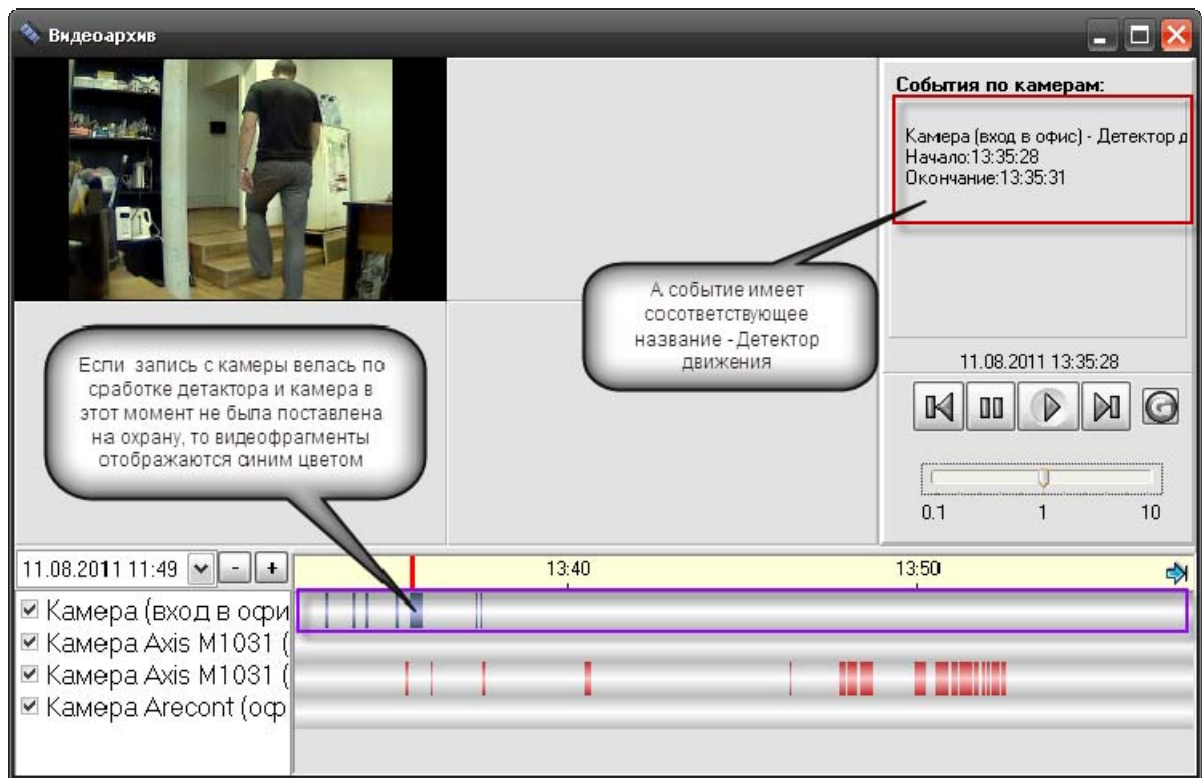 Видеоархив
События по камерам:
Камера (вход в офис) - Детектор д
Начало:13:35:28
Окончание:13:35:31
А событие имеет
сосответствующее
название - Детектор
движения
Если запись с камеры велась по
сработке детактора и камера в
этот момент не была поставлена
на охрану, то видеофрагменты
отображаются синим цветом
11.08.2011 13:35:28
0.1 1 10
11.08.2011 11:49 - +
13:40 13:50
Камера (вход в офи
Камера Axis M1031 (
Камера Axis M1031 (
Камера Arecont (оф